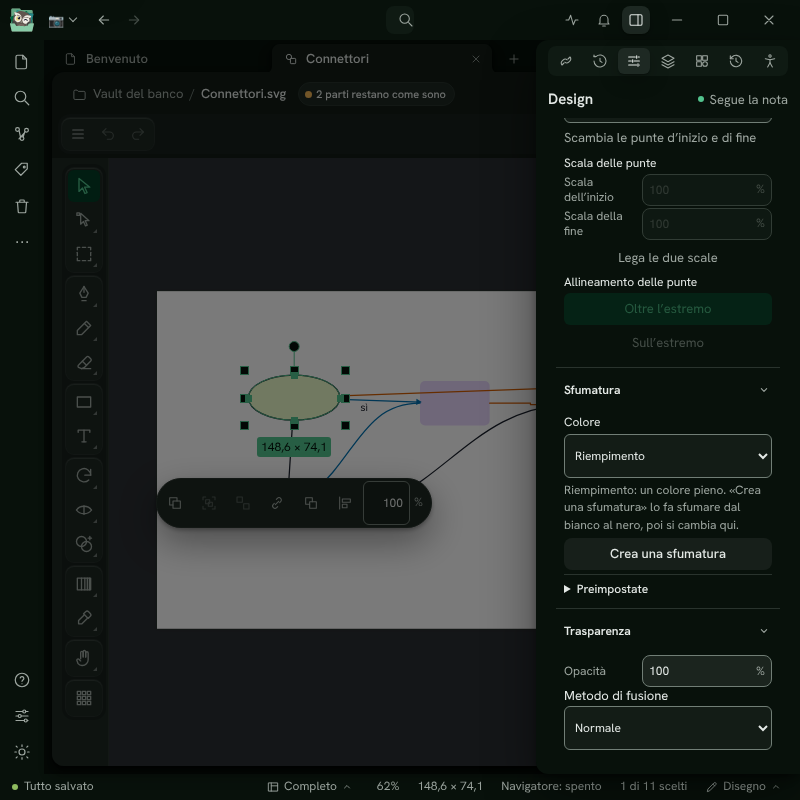 Benvenuto
Connettori
Vault del banco / Connettori.svg
2 parti restano come sono
Design
Segue la nota
Scambia le punte d’inizio e di fine
Scala delle punte
Scala
dell’inizio
100 %
Scala della
fine
100 %
Lega le due scale
Allineamento delle punte
Oltre l’estremo
Sull’estremo
Sfumatura
Colore
Riempimento
Riempimento: un colore pieno. «Crea
una sfumatura» lo fa sfumare dal
bianco al nero, poi si cambia qui.
Crea una sfumatura
Preimpostate
Trasparenza
Opacità
100 %
Metodo di fusione
Normale
sì
148,6 × 74,1
100 %
Tutto salvato
Completo
62%
148,6 × 74,1
Navigatore: spento
1 di 11 scelti
Disegno